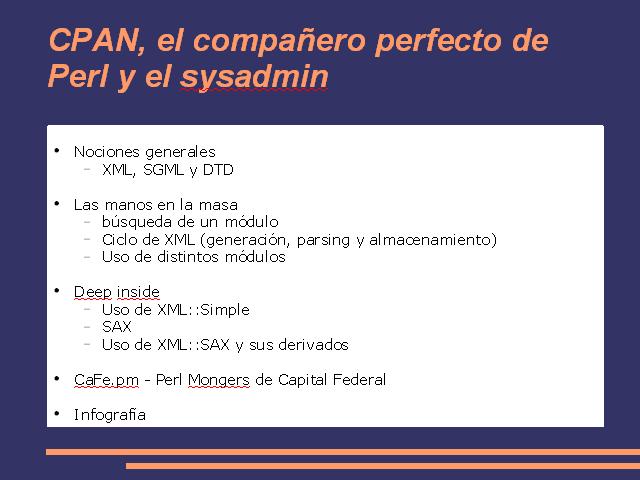 CPAN, el compañero perfecto de
Perl y el sysadmin
• Nociones generales
– XML, SGML y DTD
• Las manos en la masa
– búsqueda de un módulo
– Ciclo de XML (generación, parsing y almacenamiento)
– Uso de distintos módulos
• Deep inside
– Uso de XML::Simple
– SAX
– Uso de XML::SAX y sus derivados
• CaFe.pm - Perl Mongers de Capital Federal
• Infografía